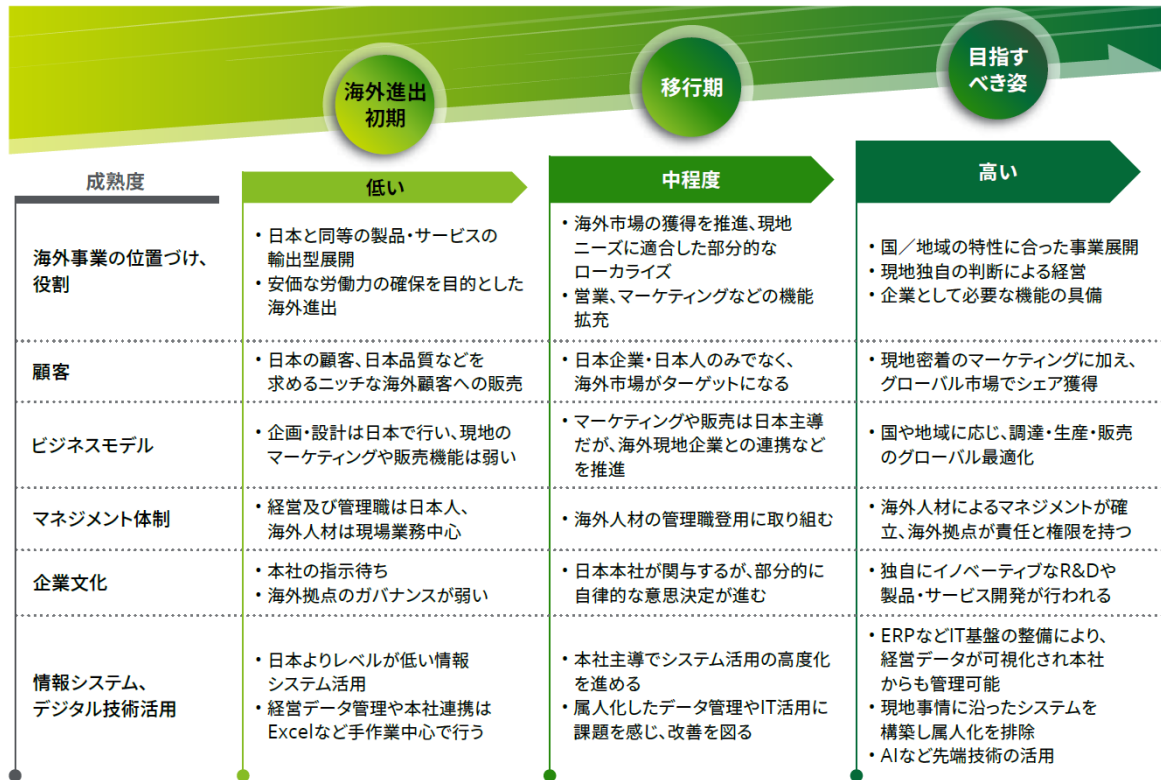 海外進出
初期
移行期
目指す
べき姿
成熟度
低い
中程度
高い
海外事業の位置づけ、
役割
・日本と同等の製品・サービスの
輸出型展開
・安価な労働力の確保を目的とした
海外進出
・海外市場の獲得を推進、現地
ニーズに適合した部分的な
ローカライズ
・営業、マーケティングなどの機能
拡充
・国／地域の特性に合った事業展開
・現地独自の判断による経営
・企業として必要な機能の具備
顧客
・日本の顧客、日本品質などを
求めるニッチな海外顧客への販売
・日本企業・日本人のみでなく、
海外市場がターゲットになる
・現地密着のマーケティングに加え、
グローバル市場でシェア獲得
ビジネスモデル
・企画・設計は日本で行い、現地の
マーケティングや販売機能は弱い
・マーケティングや販売は日本主導
だが、海外現地企業との連携など
を推進
・国や地域に応じ、調達・生産・販売
のグローバル最適化
マネジメント体制
・経営及び管理職は日本人、
海外人材は現場業務中心
・海外人材の管理職登用に取り組む
・海外人材によるマネジメントが確
立、海外拠点が責任と権限を持つ
企業文化
・本社の指示待ち
・海外拠点のガバナンスが弱い
・日本本社が関与するが、部分的に
自律的な意思決定が進む
・独自にイノベーティブなR&Dや
製品・サービス開発が行われる
情報システム、
デジタル技術活用
・日本よりレベルが低い情報
システム活用
・経営データ管理や本社連携は
Excelなど手作業中心で行う
・本社主導でシステム活用の高度化
を進める
・属人化したデータ管理やIT活用に
課題を感じ、改善を図る
・ERPなどIT基盤の整備により、
経営データが可視化され本社
からも管理可能
・現地事情に沿ったシステムを
構築し属人化を排除
・AIなど先端技術の活用